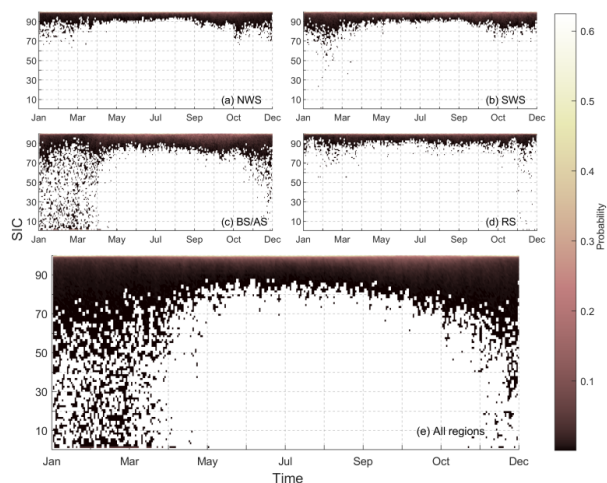 90
70
50
30
10
(a) NWS
Jan Mar May Jul Sep Oct Dec
90
70
50
30
10
(b) SWS
Jan Mar May Jul Sep Oct Dec
90
70
50
30
10
(c) BS/AS
Jan Mar May Jul Sep Oct Dec
90
70
50
30
10
(d) RS
Jan Mar May Jul Sep Oct Dec
SIC
90
70
50
30
10
(e) All regions
Jan Mar May Jul Sep Oct Dec
Time
0.6
0.5
0.4
0.3
0.2
0.1
Probability